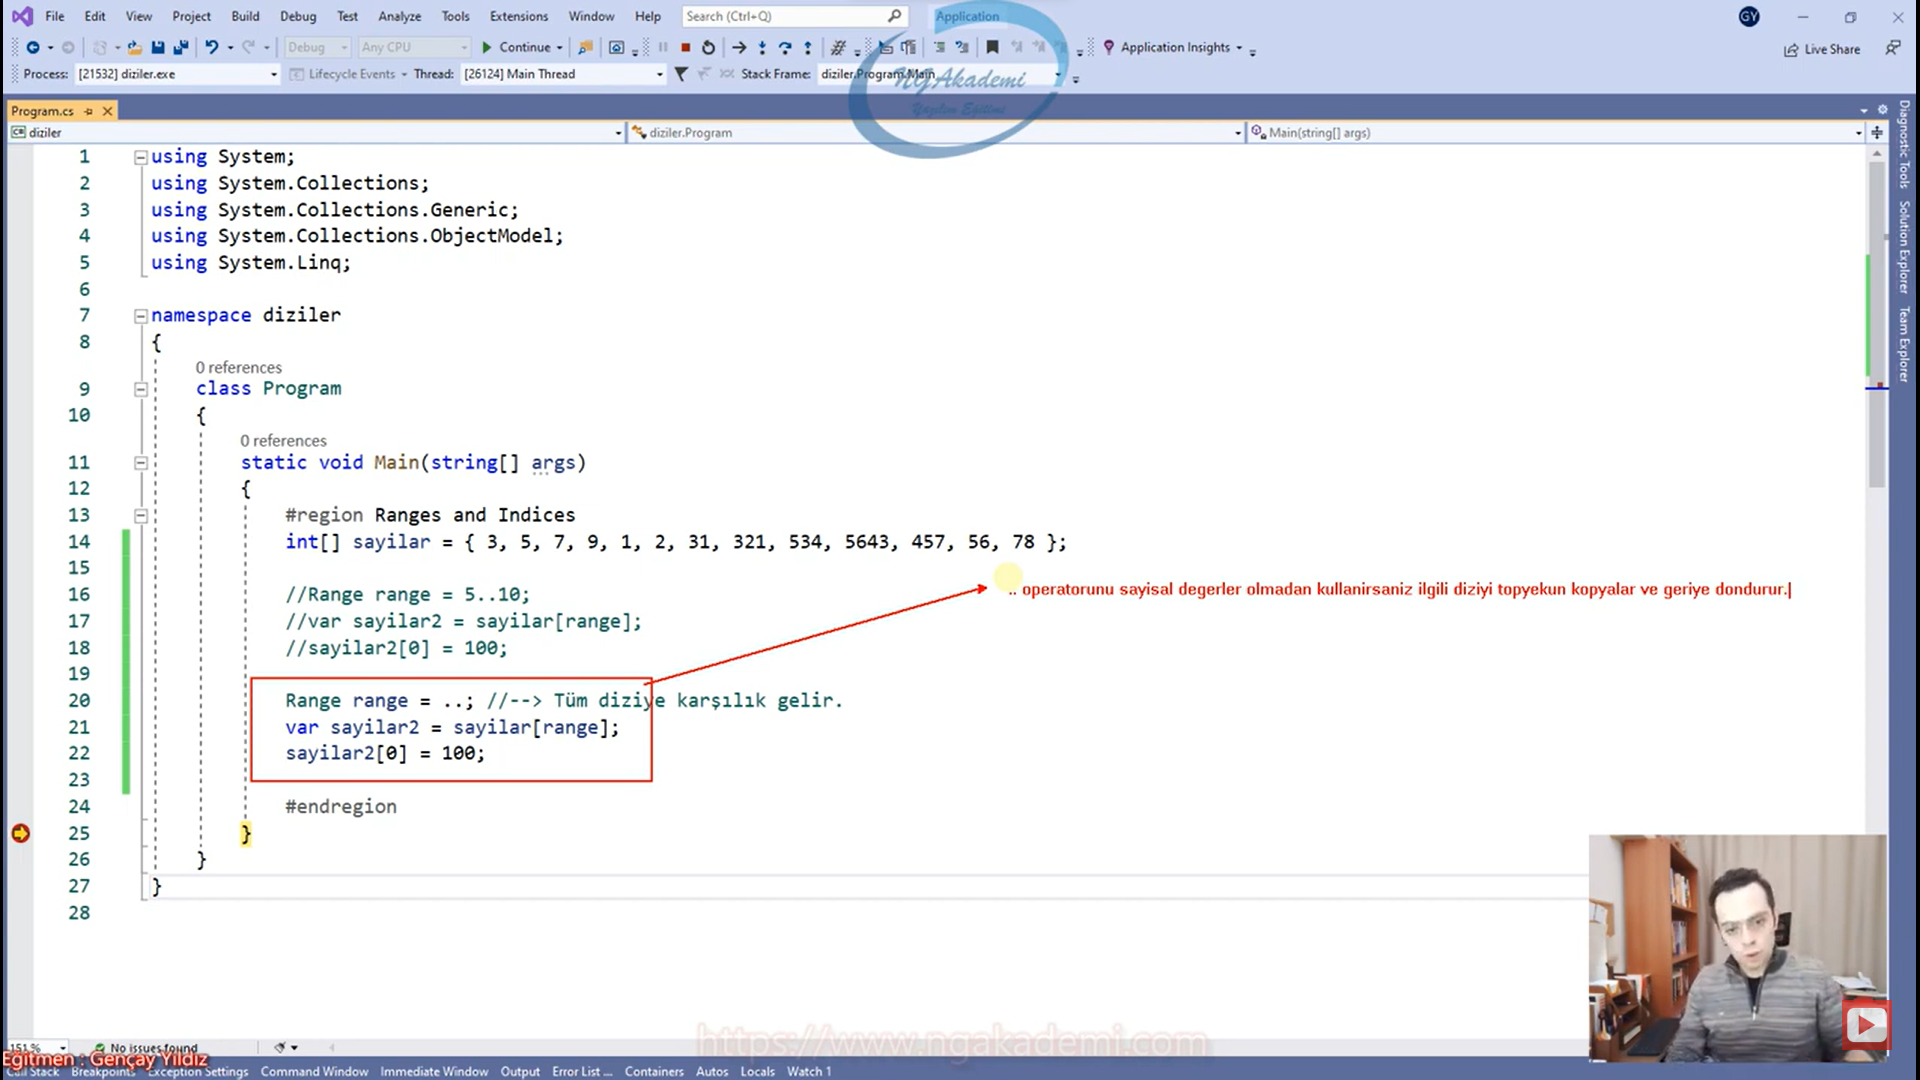 File Edit View Project Build Debug Test Analyze Tools Extensions Window Help Search (Ctrl+Q) Application GY
Debug Any CPU Continue Application Insights Live Share
Process: [21532] diziler.exe Lifecycle Events Thread: [26124] Main Thread Stack Frame: diziler.Program.Main
NGAkademi
Yazılım Eğitimi
Program.cs
diziler diziler.Program Main(string[] args)
1 using System;
2 using System.Collections;
3 using System.Collections.Generic;
4 using System.Collections.ObjectModel;
5 using System.Linq;
6
7 namespace diziler
8 {
0 references
9 class Program
10 {
0 references
11 static void Main(string[] args)
12 {
13 #region Ranges and Indices
14 int[] sayilar = { 3, 5, 7, 9, 1, 2, 31, 321, 534, 5643, 457, 56, 78 };
15
.. operatorunu sayisal degerler olmadan kullanirsaniz ilgili diziyi topyekun kopyalar ve geriye dondurur.
16 //Range range = 5..10;
17 //var sayilar2 = sayilar[range];
18 //sayilar2[0] = 100;
19
20 Range range = ..; //--> Tüm diziye karşılık gelir.
21 var sayilar2 = sayilar[range];
22 sayilar2[0] = 100;
23
24 #endregion
25 }
26 }
27 }
28
Diagnostic Tools
Solution Explorer
Team Explorer
https://www.ngakademi.com
151 % No issues found
Eğitmen : Gençay Yıldız
Call Stack Breakpoints Exception Settings Command Window Immediate Window Output Error List ... Containers Autos Locals Watch 1